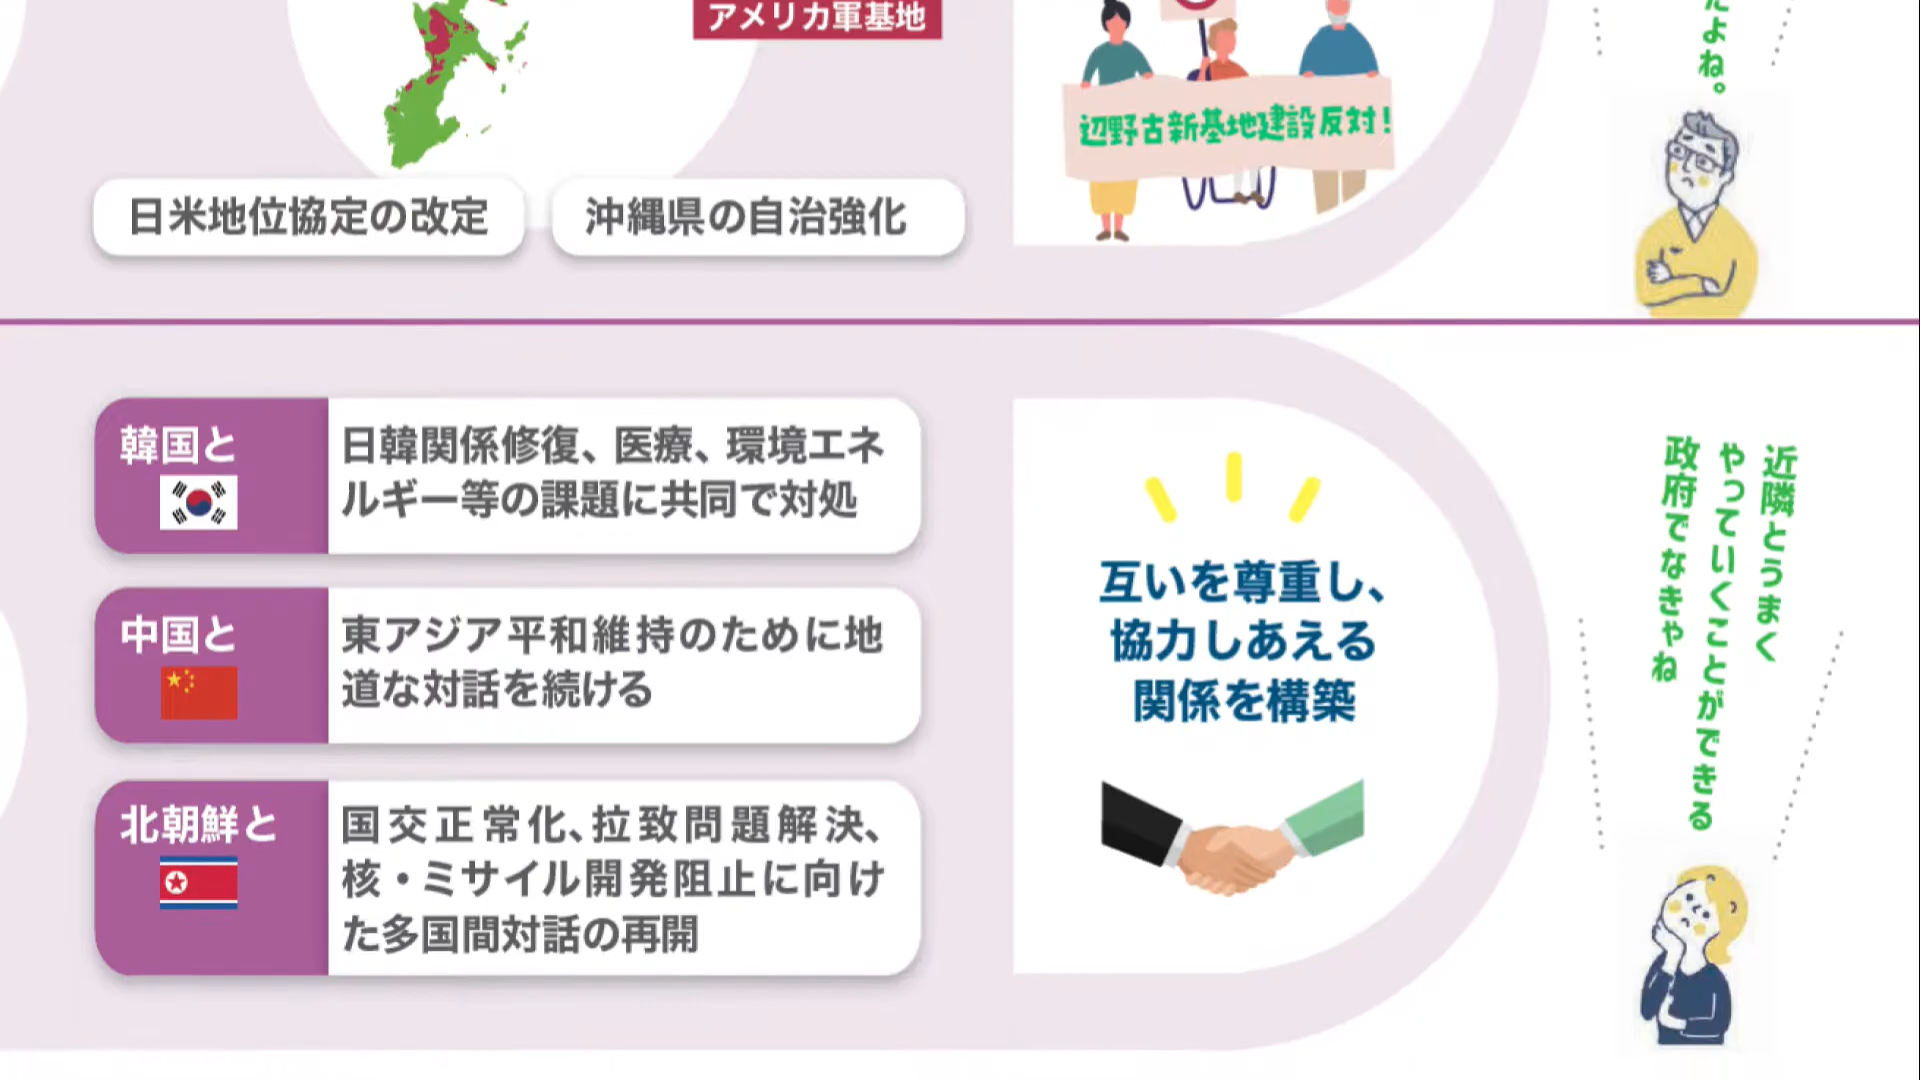 アメリカ軍基地
たよね。
辺野古新基地建設反対!
日米地位協定の改定
沖縄県の自治強化
韓国と
日韓関係修復、医療、環境エネ
ルギー等の課題に共同で対処
中国と
東アジア平和維持のために地
道な対話を続ける
北朝鮮と
国交正常化、拉致問題解決、
核・ミサイル開発阻止に向け
た多国間対話の再開
互いを尊重し、
協力しあえる
関係を構築
近隣とうまく
やっていくことができる
政府でなきゃね